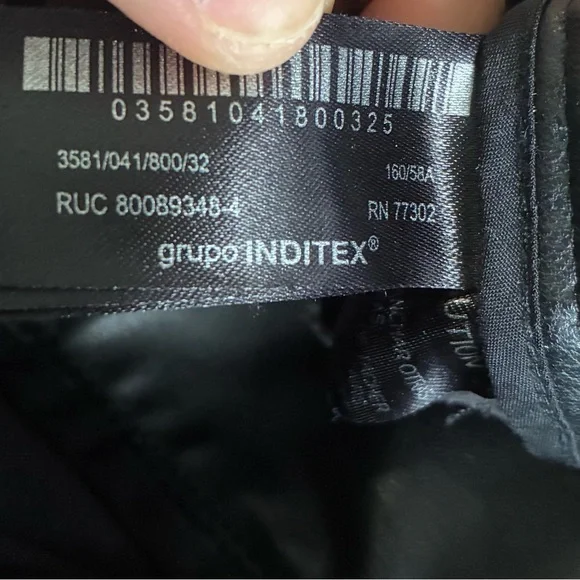 03581041800325
3581/041/800/32
160/58A
RUC 80089348-4
RN 77302
grupo INDITEX®